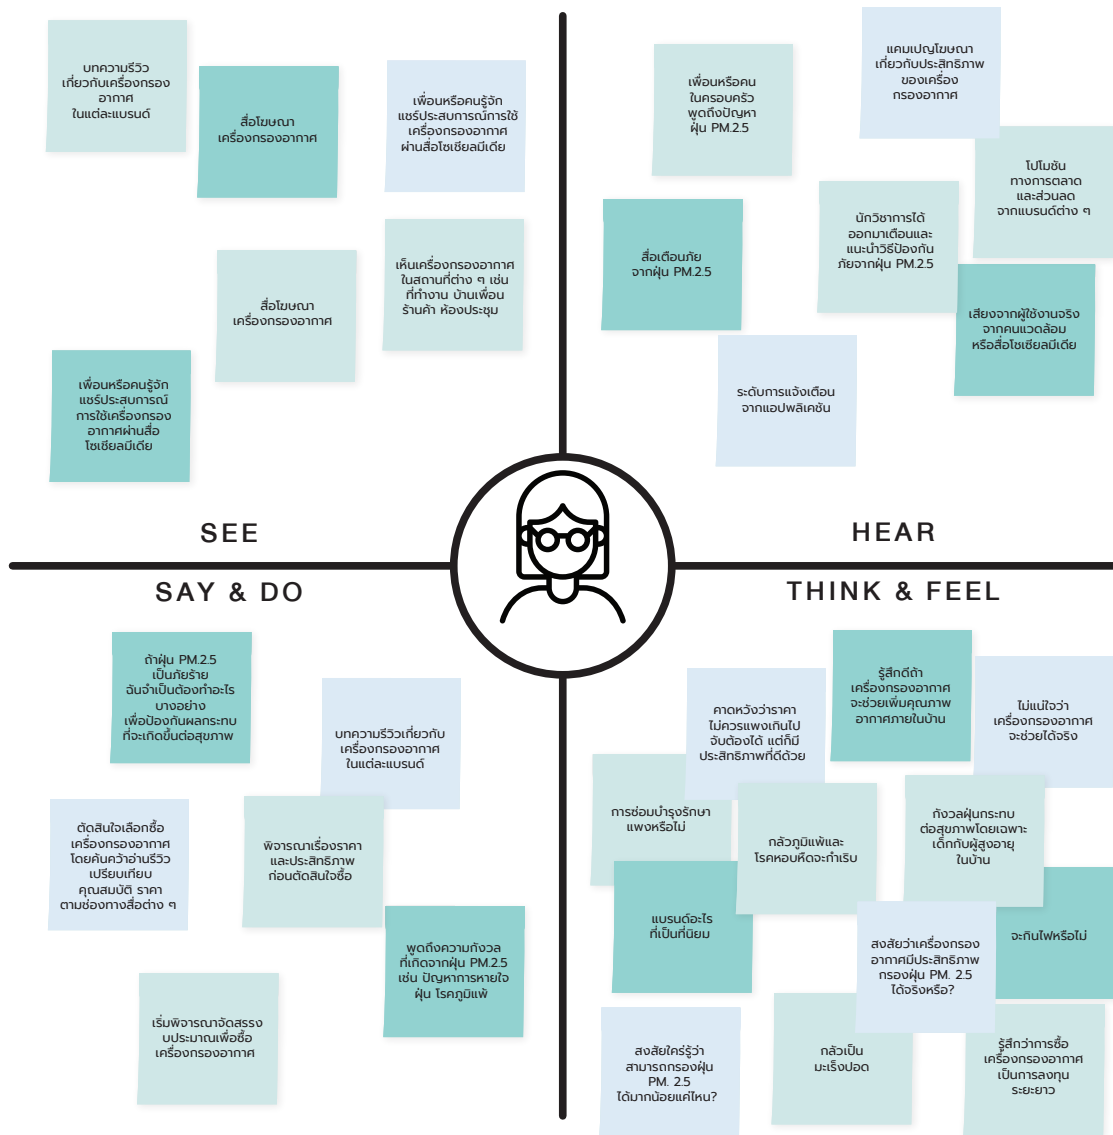 บทความรีวิว
เกี่ยวกับเครื่องกรอง
อากาศ
ในแต่ละแบรนด์
สื่อโฆษณา
เครื่องกรองอากาศ
เพื่อนหรือคนรู้จัก
แชร์ประสบการณ์การใช้
เครื่องกรองอากาศ
ผ่านสื่อโซเชียลมีเดีย
สื่อโฆษณา
เครื่องกรองอากาศ
เห็นเครื่องกรองอากาศ
ในสถานที่ต่าง ๆ เช่น
ที่ทำงาน บ้านเพื่อน
ร้านค้า ห้องประชุม
เพื่อนหรือคนรู้จัก
แชร์ประสบการณ์
การใช้เครื่องกรอง
อากาศผ่านสื่อ
โซเชียลมีเดีย
SEE
เพื่อนหรือคน
ในครอบครัว
พูดถึงปัญหา
ฝุ่น PM.2.5
แคมเปญโฆษณา
เกี่ยวกับประสิทธิภาพ
ของเครื่อง
กรองอากาศ
โปโมชัน
ทางการตลาด
และส่วนลด
จากแบรนด์ต่าง ๆ
สื่อเตือนภัย
จากฝุ่น PM.2.5
นักวิชาการได้
ออกมาเตือนและ
แนะนำวิธีป้องกัน
ภัยจากฝุ่น PM.2.5
เสียงจากผู้ใช้งานจริง
จากคนแวดล้อม
หรือสื่อโซเชียลมีเดีย
ระดับการแจ้งเตือน
จากแอปพลิเคชัน
HEAR
SAY & DO
ถ้าฝุ่น PM.2.5
เป็นภัยร้าย
ฉันจำเป็นต้องทำอะไร
บางอย่าง
เพื่อป้องกันผลกระทบ
ที่จะเกิดขึ้นต่อสุขภาพ
บทความรีวิวเกี่ยวกับ
เครื่องกรองอากาศ
ในแต่ละแบรนด์
ตัดสินใจเลือกซื้อ
เครื่องกรองอากาศ
โดยค้นคว้าอ่านรีวิว
เปรียบเทียบ
คุณสมบัติ ราคา
ตามช่องทางสื่อต่าง ๆ
พิจารณาเรื่องราคา
และประสิทธิภาพ
ก่อนตัดสินใจซื้อ
พูดถึงความกังวล
ที่เกิดจากฝุ่น PM.2.5
เช่น ปัญหาการหายใจ
ฝุ่น โรคภูมิแพ้
เริ่มพิจารณาจัดสรรง
บประมาณเพื่อซื้อ
เครื่องกรองอากาศ
THINK & FEEL
รู้สึกดีถ้า
เครื่องกรองอากาศ
จะช่วยเพิ่มคุณภาพ
อากาศภายในบ้าน
ไม่แน่ใจว่า
เครื่องกรองอากาศ
จะช่วยได้จริง
คาดหวังว่าราคา
ไม่ควรแพงเกินไป
จับต้องได้ แต่ก็มี
ประสิทธิภาพที่ดีด้วย
การซ่อมบำรุงรักษา
แพงหรือไม่
กลัวภูมิแพ้และ
โรคหอบหืดจะกำเริบ
กังวลฝุ่นกระทบ
ต่อสุขภาพโดยเฉพาะ
เด็กกับผู้สูงอายุ
ในบ้าน
แบรนด์อะไร
ที่เป็นที่นิยม
สงสัยว่าเครื่องกรอง
อากาศมีประสิทธิภาพ
กรองฝุ่น PM. 2.5
ได้จริงหรือ?
จะกินไฟหรือไม่
สงสัยใคร่รู้ว่า
สามารถกรองฝุ่น
PM. 2.5
ได้มากน้อยแค่ไหน?
กลัวเป็น
มะเร็งปอด
รู้สึกว่าการซื้อ
เครื่องกรองอากาศ
เป็นการลงทุน
ระยะยาว